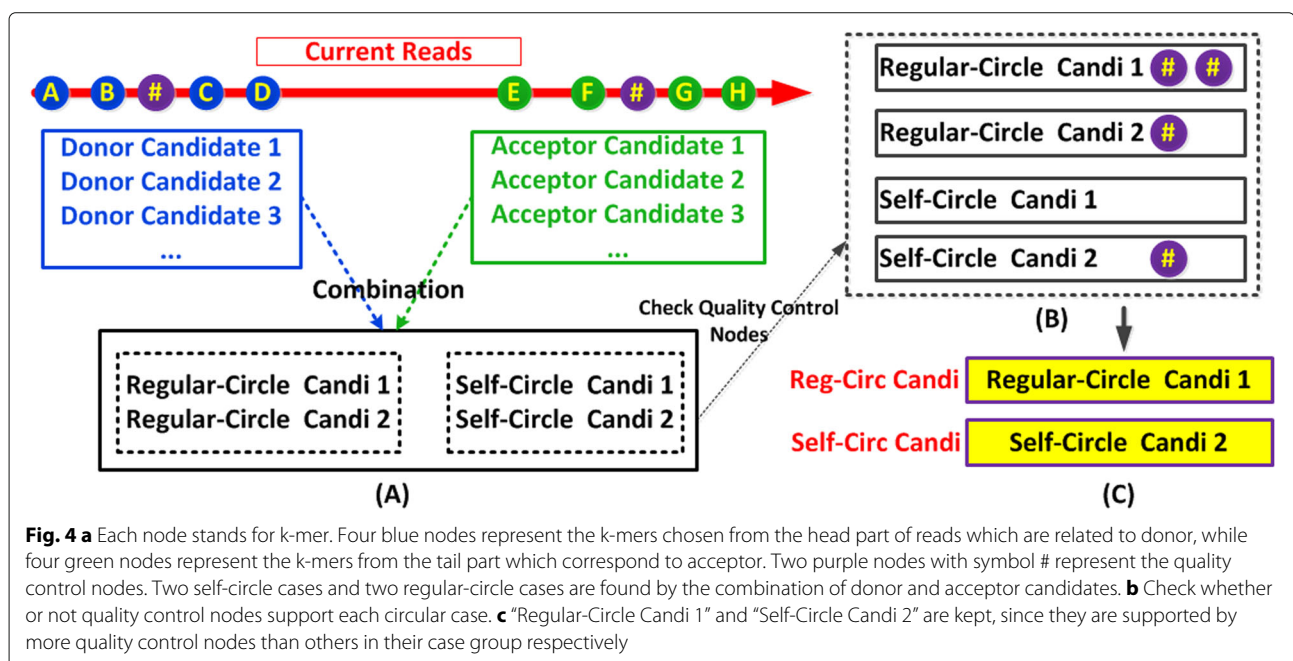 Current Reads
A B # C D E F # G H
Donor Candidate 1
Donor Candidate 2
Donor Candidate 3
...
Acceptor Candidate 1
Acceptor Candidate 2
Acceptor Candidate 3
...
Combination
Regular-Circle Candi 1
Regular-Circle Candi 2
Self-Circle Candi 1
Self-Circle Candi 2
(A)
Check Quality Control
Nodes
Regular-Circle Candi 1 # #
Regular-Circle Candi 2 #
Self-Circle Candi 1
Self-Circle Candi 2 #
(B)
Reg-Circ Candi Regular-Circle Candi 1
Self-Circ Candi Self-Circle Candi 2
(C)
Fig. 4 a Each node stands for k-mer. Four blue nodes represent the k-mers chosen from the head part of reads which are related to donor, while
four green nodes represent the k-mers from the tail part which correspond to acceptor. Two purple nodes with symbol # represent the quality
control nodes. Two self-circle cases and two regular-circle cases are found by the combination of donor and acceptor candidates. b Check whether
or not quality control nodes support each circular case. c “Regular-Circle Candi 1” and “Self-Circle Candi 2” are kept, since they are supported by
more quality control nodes than others in their case group respectively